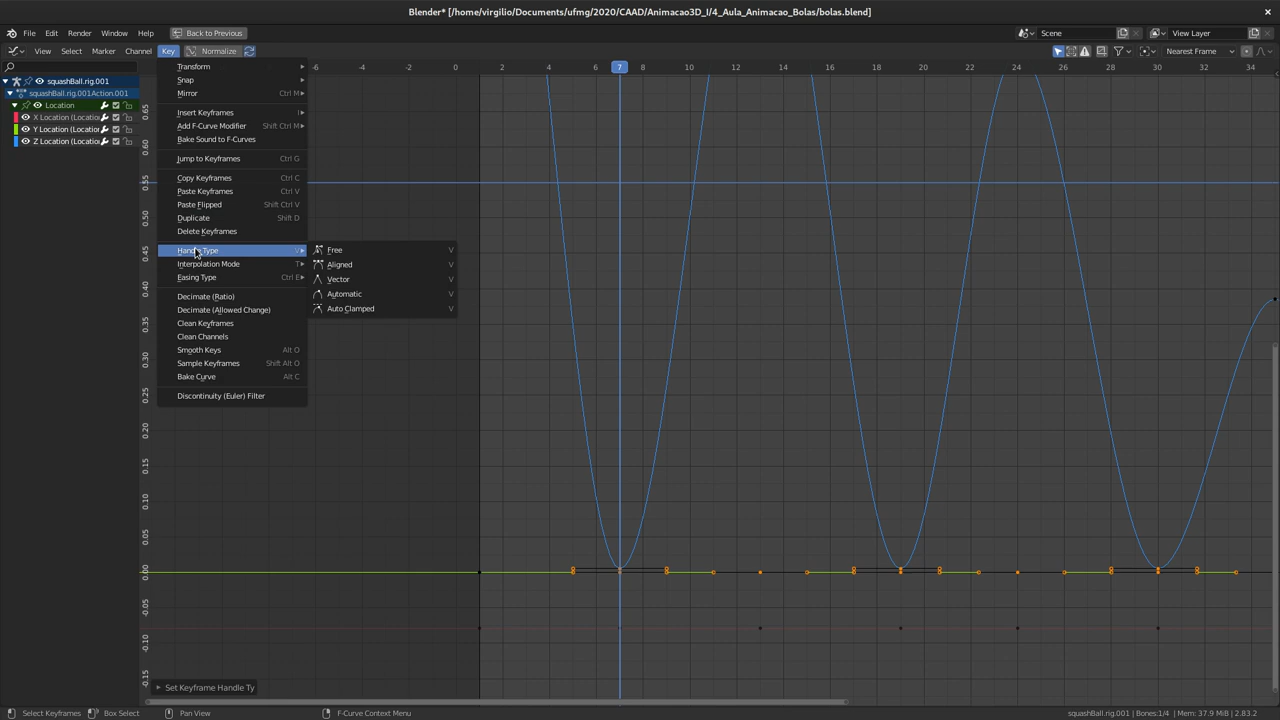 Blender* [/home/virgilio/Documents/ufmg/2020/CAAD/Animacao3D_I/4_Aula_Animacao_Bolas/bolas.blend]
File Edit Render Window Help Back to Previous Scene View Layer
View Select Marker Channel Key Normalize Nearest Frame
-6 -4 -2 0 2 4 6 7 8 10 12 14 16 18 20 22 24 26 28 30 32 34
squashBall.rig.001
squashBall.rig.001Action.001
Location
X Location (Locatio
Y Location (Locatio
Z Location (Locatio
Transform
Snap
Mirror Ctrl M
Insert Keyframes I
Add F-Curve Modifier Shift Ctrl M
Bake Sound to F-Curves
Jump to Keyframes Ctrl G
Copy Keyframes Ctrl C
Paste Keyframes Ctrl V
Paste Flipped Shift Ctrl V
Duplicate Shift D
Delete Keyframes
Handle Type V
Interpolation Mode T
Easing Type Ctrl E
Decimate (Ratio)
Decimate (Allowed Change)
Clean Keyframes
Clean Channels
Smooth Keys Alt O
Sample Keyframes Shift Alt O
Bake Curve Alt C
Discontinuity (Euler) Filter
Free V
Aligned V
Vector V
Automatic V
Auto Clamped V
0.65
0.60
0.55
0.50
0.45
0.40
0.35
0.30
0.25
0.20
0.15
0.10
0.05
0.00
-0.05
-0.10
-0.15
Set Keyframe Handle Ty
Select Keyframes Box Select Pan View F-Curve Context Menu squashBall.rig.001 | Bones:1/4 | Mem: 37.9 MiB | 2.83.2